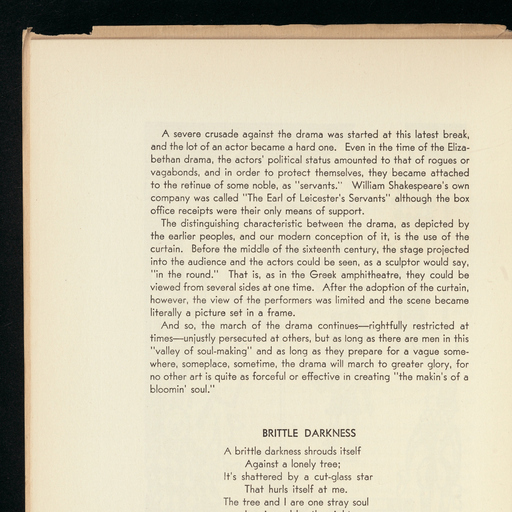 A severe crusade against the drama was started at this latest break,
and the lot of an actor became a hard one. Even in the time of the Eliza-
bethan drama, the actors' political status amounted to that of rogues or
vagabonds, and in order to protect themselves, they became attached
to the retinue of some noble, as "servants." William Shakespeare's own
company was called "The Earl of Leicester's Servants" although the box
office receipts were their only means of support.
The distinguishing characteristic between the drama, as depicted by
the earlier peoples, and our modern conception of it, is the use of the
curtain. Before the middle of the sixteenth century, the stage projected
into the audience and the actors could be seen, as a sculptor would say,
"in the round." That is, as in the Greek amphitheatre, they could be
viewed from several sides at one time. After the adoption of the curtain,
however, the view of the performers was limited and the scene became
literally a picture set in a frame.
And so, the march of the drama continues—rightfully restricted at
times—unjustly persecuted at others, but as long as there are men in this
"valley of soul-making" and as long as they prepare for a vague some-
where, someplace, sometime, the drama will march to greater glory, for
no other art is quite as forceful or effective in creating "the makin's of a
bloomin' soul."
BRITTLE DARKNESS
A brittle darkness shrouds itself
Against a lonely tree;
It's shattered by a cut-glass star
That hurls itself at me.
The tree and I are one stray soul